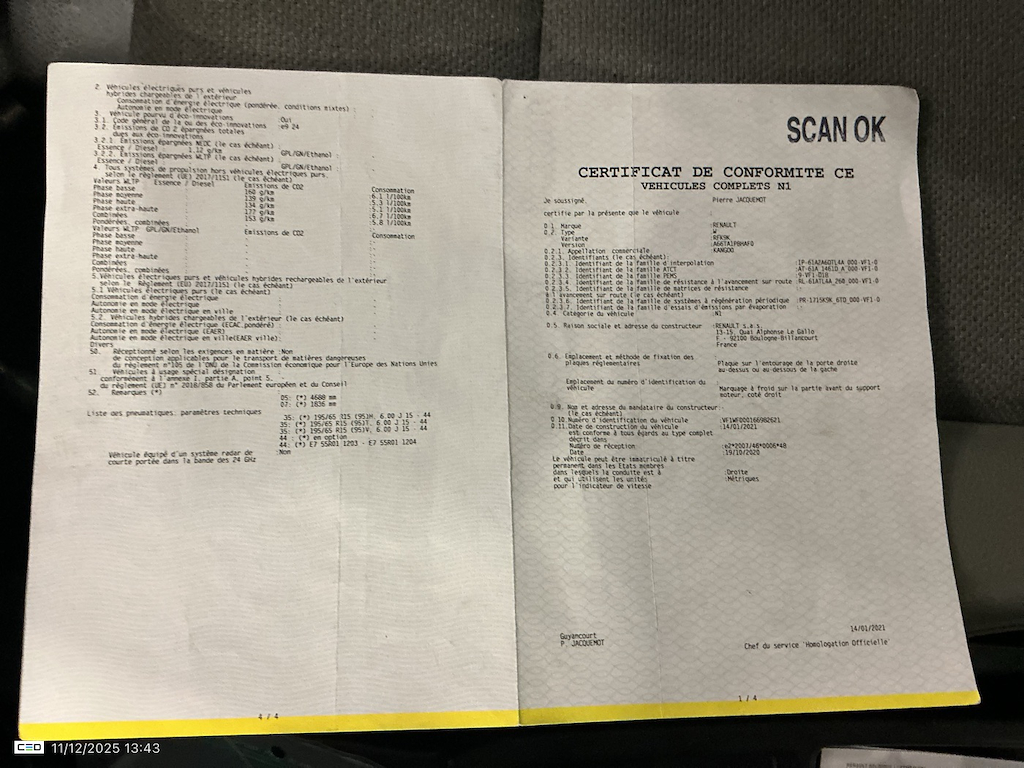 2. Véhicules électriques purs et véhicules
hybrides chargeables de l'extérieur
Consommation d'énergie électrique (pondérée, conditions mixtes) :
Autonomie en mode électrique
3. Véhicule pourvu d'éco-innovations :Oui
3.1. Code général de la ou des éco-innovations :e9 24
3.2. Emissions de CO 2 épargnées totales
dues aux éco-innovations
3.2.1. Emissions épargnées NEDC (le cas échéant) :
Essence / Diesel : 1.12 g/km GPL/GN/Ethanol :
3.2.2. Emissions épargnées WLTP (le cas échéant) :
Essence / Diesel : GPL/GN/Ethanol :
4. Tous systèmes de propulsion hors véhicules électriques purs,
selon le règlement (UE) 2017/1151 (le cas échéant)
Valeurs WLTP Essence / Diesel Emissions de CO2 Consommation
Phase basse 160 g/km 6.1 l/100km
Phase moyenne 139 g/km 5.3 l/100km
Phase haute 134 g/km 5.1 l/100km
Phase extra-haute 177 g/km 6.7 l/100km
Combinées 153 g/km 5.8 l/100km
Pondérées, combinées
Valeurs WLTP GPL/GN/Ethanol Emissions de CO2 Consommation
Phase basse
Phase moyenne
Phase haute
Phase extra-haute
Combinées
Pondérées, combinées
5.Véhicules électriques purs et véhicules hybrides rechargeables de l'extérieur
selon le Règlement (EU) 2017/1151 (le cas échéant)
5.1 Véhicules électriques purs (le cas échéant)
Consommation d'énergie électrique
Autonomie en mode électrique
Autonomie en mode électrique en ville
5.2. Véhicules hybrides chargeables de l'extérieur (le cas échéant)
Consommation d'énergie électrique (ECAC,pondéré) :
Autonomie en mode électrique (EAER)
Autonomie en mode électrique en ville(EAER ville):
Divers
50. Réceptionné selon les exigences en matière :Non
de conception applicables pour le transport de matières dangereuses
du règlement n°105 de l'ONU de la Commission économique pour l'Europe des Nations Unies
51. Véhicules à usage spécial désignation
conformément à l'annexe I, partie A, point 5.
du règlement (UE) n° 2018/858 du Parlement européen et du Conseil
52. Remarques (*)
05: (*) 4688 mm
07: (*) 1836 mm
Liste des pneumatiques: paramètres techniques
35: (*) 195/65 R15 (95)H, 6.00 J 15 - 44
35: (*) 195/65 R15 (95)T, 6.00 J 15 - 44
35: (*) 195/65 R15 (95)V, 6.00 J 15 - 44
44 : (*) en option
44: (*) E7 55R01 1203 - E7 55R01 1204
Véhicule équipé d'un système radar de :Non
courte portée dans la bande des 24 GHz
4 / 4
SCAN OK
CERTIFICAT DE CONFORMITE CE
VEHICULES COMPLETS N1
Je soussigné, Pierre JACQUEMOT
certifie par la présente que le véhicule :
0.1. Marque :RENAULT
0.2. Type :W
Variante :RFK9K
Version
0.2.1. Appellation commerciale :KANGOO
0.2.3. Identifiants (le cas échéant):
0.2.3.1. Identifiant de la famille d'interpolation
0.2.3.2. Identifiant de la famille ATCT
0.2.3.3. Identifiant de la famille PEMS
0.2.3.4. Identifiant de la famille de résistance à l'avancement sur route
0.2.3.5. Identifiant de la famille de matrices de résistance
à l'avancement sur route (le cas échéant)
0.2.3.6. Identifiant de la famille de systèmes à régénération périodique
0.2.3.7. Identifiant de la famille d'essais d'émissions par évaporation :
0.4. Catégorie du véhicule :N1
0.5. Raison sociale et adresse du constructeur :RENAULT s.a.s.
13-15, Quai Alphonse Le Gallo
F - 92100 Boulogne-Billancourt
France
0.6. Emplacement et méthode de fixation des Plaque sur l'entourage de la porte droite
plaques réglementaires au-dessus ou au-dessous de la gache
Emplacement du numéro d'identification du Marquage à froid sur la partie avant du support
véhicule moteur, coté droit
0.9. Nom et adresse du mandataire du constructeur :
(le cas échéant)
0.10. Numéro d'identification du véhicule :VF1WFD00166982621
0.11. Date de construction du véhicule :14/01/2021
est conforme à tous égards au type complet
décrit dans
Numéro de réception :e2*2007/46*0006*48
Date :19/10/2020
Le véhicule peut être immatriculé à titre
permanent dans les Etats membres
dans lesquels la conduite est à :Droite
et qui utilisent les unités :Métriques
pour l'indicateur de vitesse
14/01/2021
Guyancourt
P. JACQUEMOT Chef du service 'Homologation Officielle'
1 / 4
CEO 11/12/2025 13:43